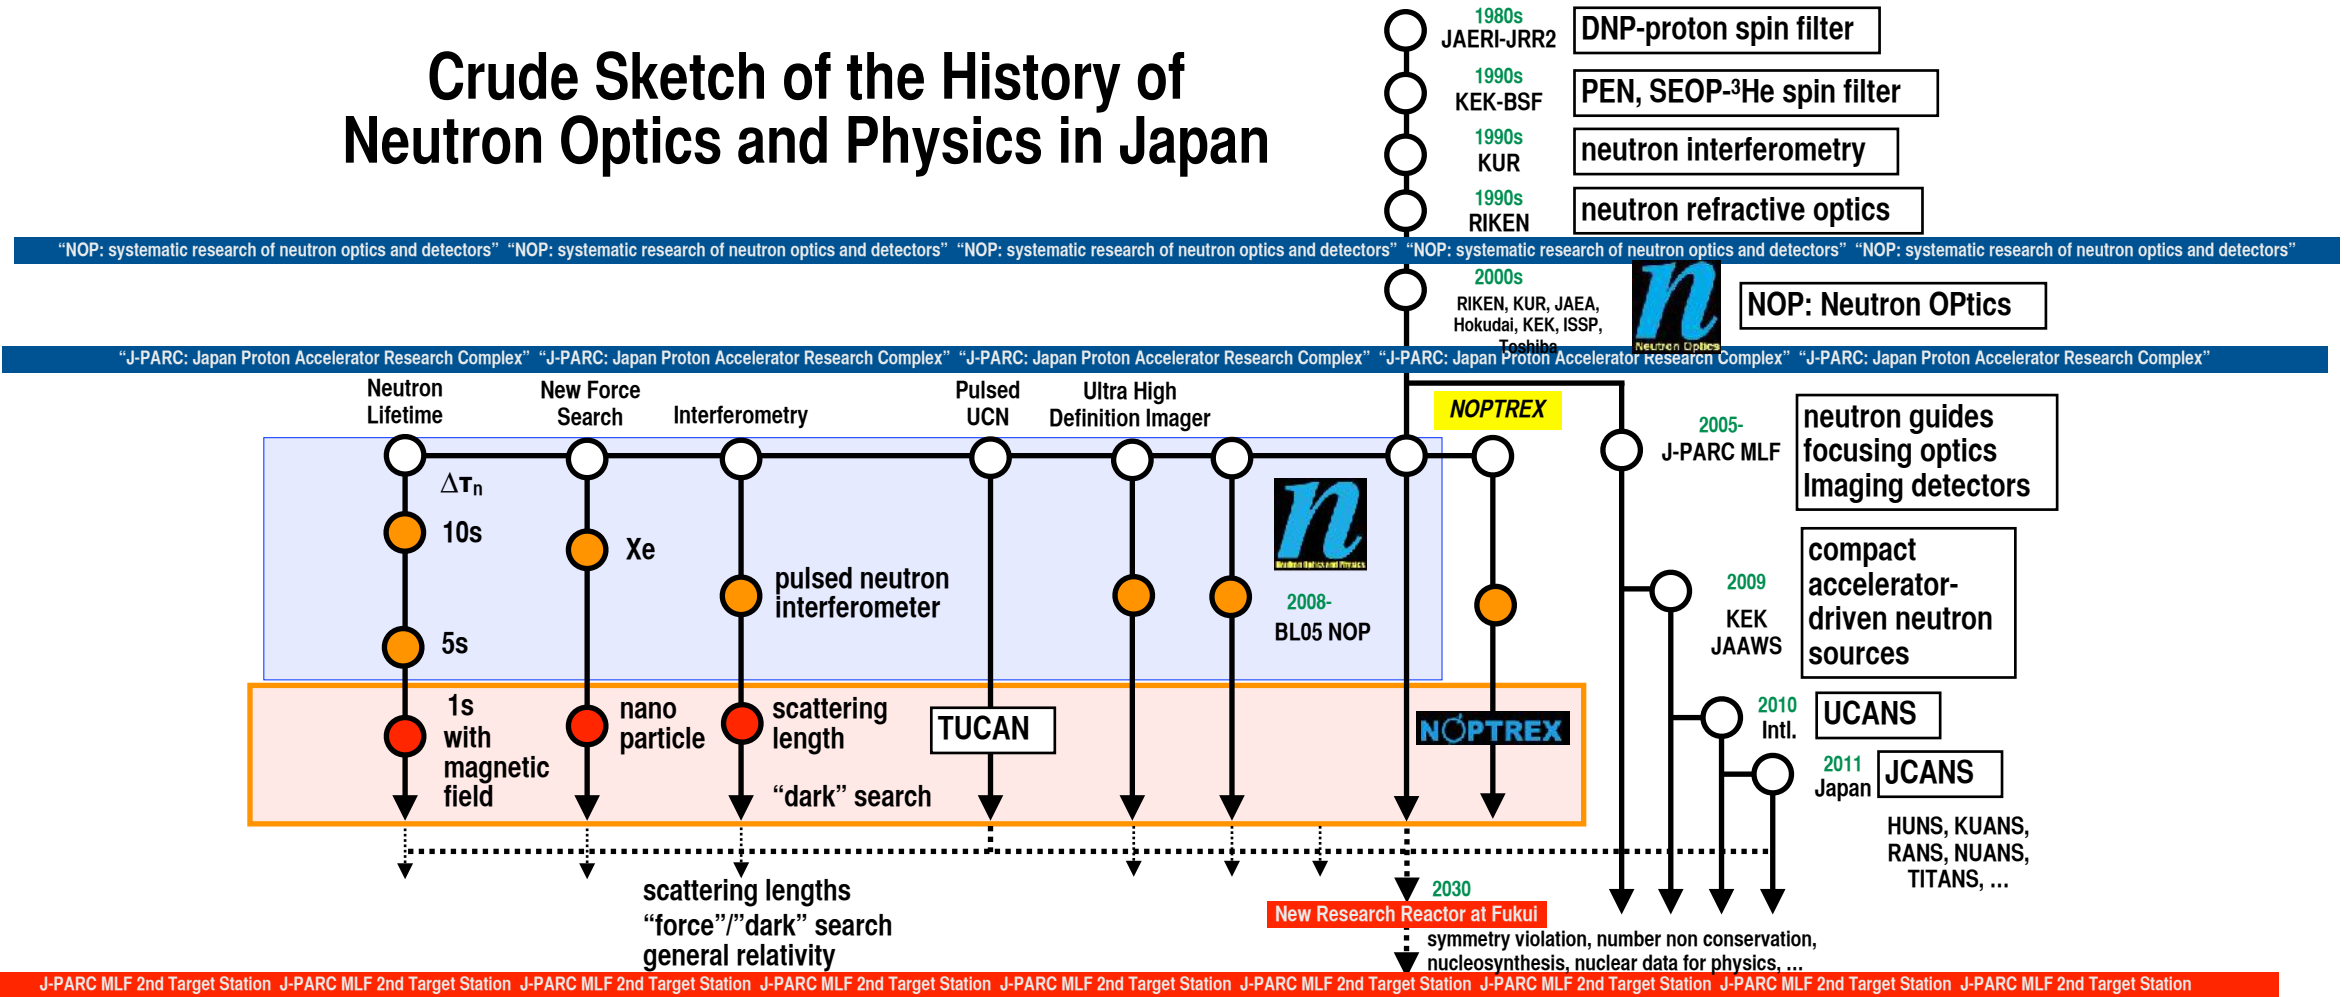 Crude Sketch of the History of
Neutron Optics and Physics in Japan
1980s
JAERI-JRR2
DNP-proton spin filter
1990s
KEK-BSF
PEN, SEOP-³He spin filter
1990s
KUR
neutron interferometry
1990s
RIKEN
neutron refractive optics
“NOP: systematic research of neutron optics and detectors” “NOP: systematic research of neutron optics and detectors” “NOP: systematic research of neutron optics and detectors” “NOP: systematic research of neutron optics and detectors” “NOP: systematic research of neutron optics and detectors”
2000s
RIKEN, KUR, JAEA,
Hokudai, KEK, ISSP,
Toshiba
n
Neutron Optics
NOP: Neutron OPtics
“J-PARC: Japan Proton Accelerator Research Complex” “J-PARC: Japan Proton Accelerator Research Complex” “J-PARC: Japan Proton Accelerator Research Complex” “J-PARC: Japan Proton Accelerator Research Complex” “J-PARC: Japan Proton Accelerator Research Complex”
Neutron
Lifetime
New Force
Search
Interferometry
Pulsed
UCN
Ultra High
Definition Imager
NOPTREX
2005-
J-PARC MLF
neutron guides
focusing optics
Imaging detectors
Δτn
10s
5s
Xe
pulsed neutron
interferometer
n
Neutron Optics and Physics
2008-
BL05 NOP
2009
KEK
JAAWS
compact
accelerator-
driven neutron
sources
1s
with
magnetic
field
nano
particle
scattering
length
“dark” search
TUCAN
NOPTREX
2010
Intl.
UCANS
2011
Japan
JCANS
HUNS, KUANS,
RANS, NUANS,
TITANS, ...
scattering lengths
“force”/”dark” search
general relativity
2030
New Research Reactor at Fukui
symmetry violation, number non conservation,
nucleosynthesis, nuclear data for physics, ...
J-PARC MLF 2nd Target Station J-PARC MLF 2nd Target Station J-PARC MLF 2nd Target Station J-PARC MLF 2nd Target Station J-PARC MLF 2nd Target Station J-PARC MLF 2nd Target Station J-PARC MLF 2nd Target Station J-PARC MLF 2nd Target Station J-PARC MLF 2nd Target Station